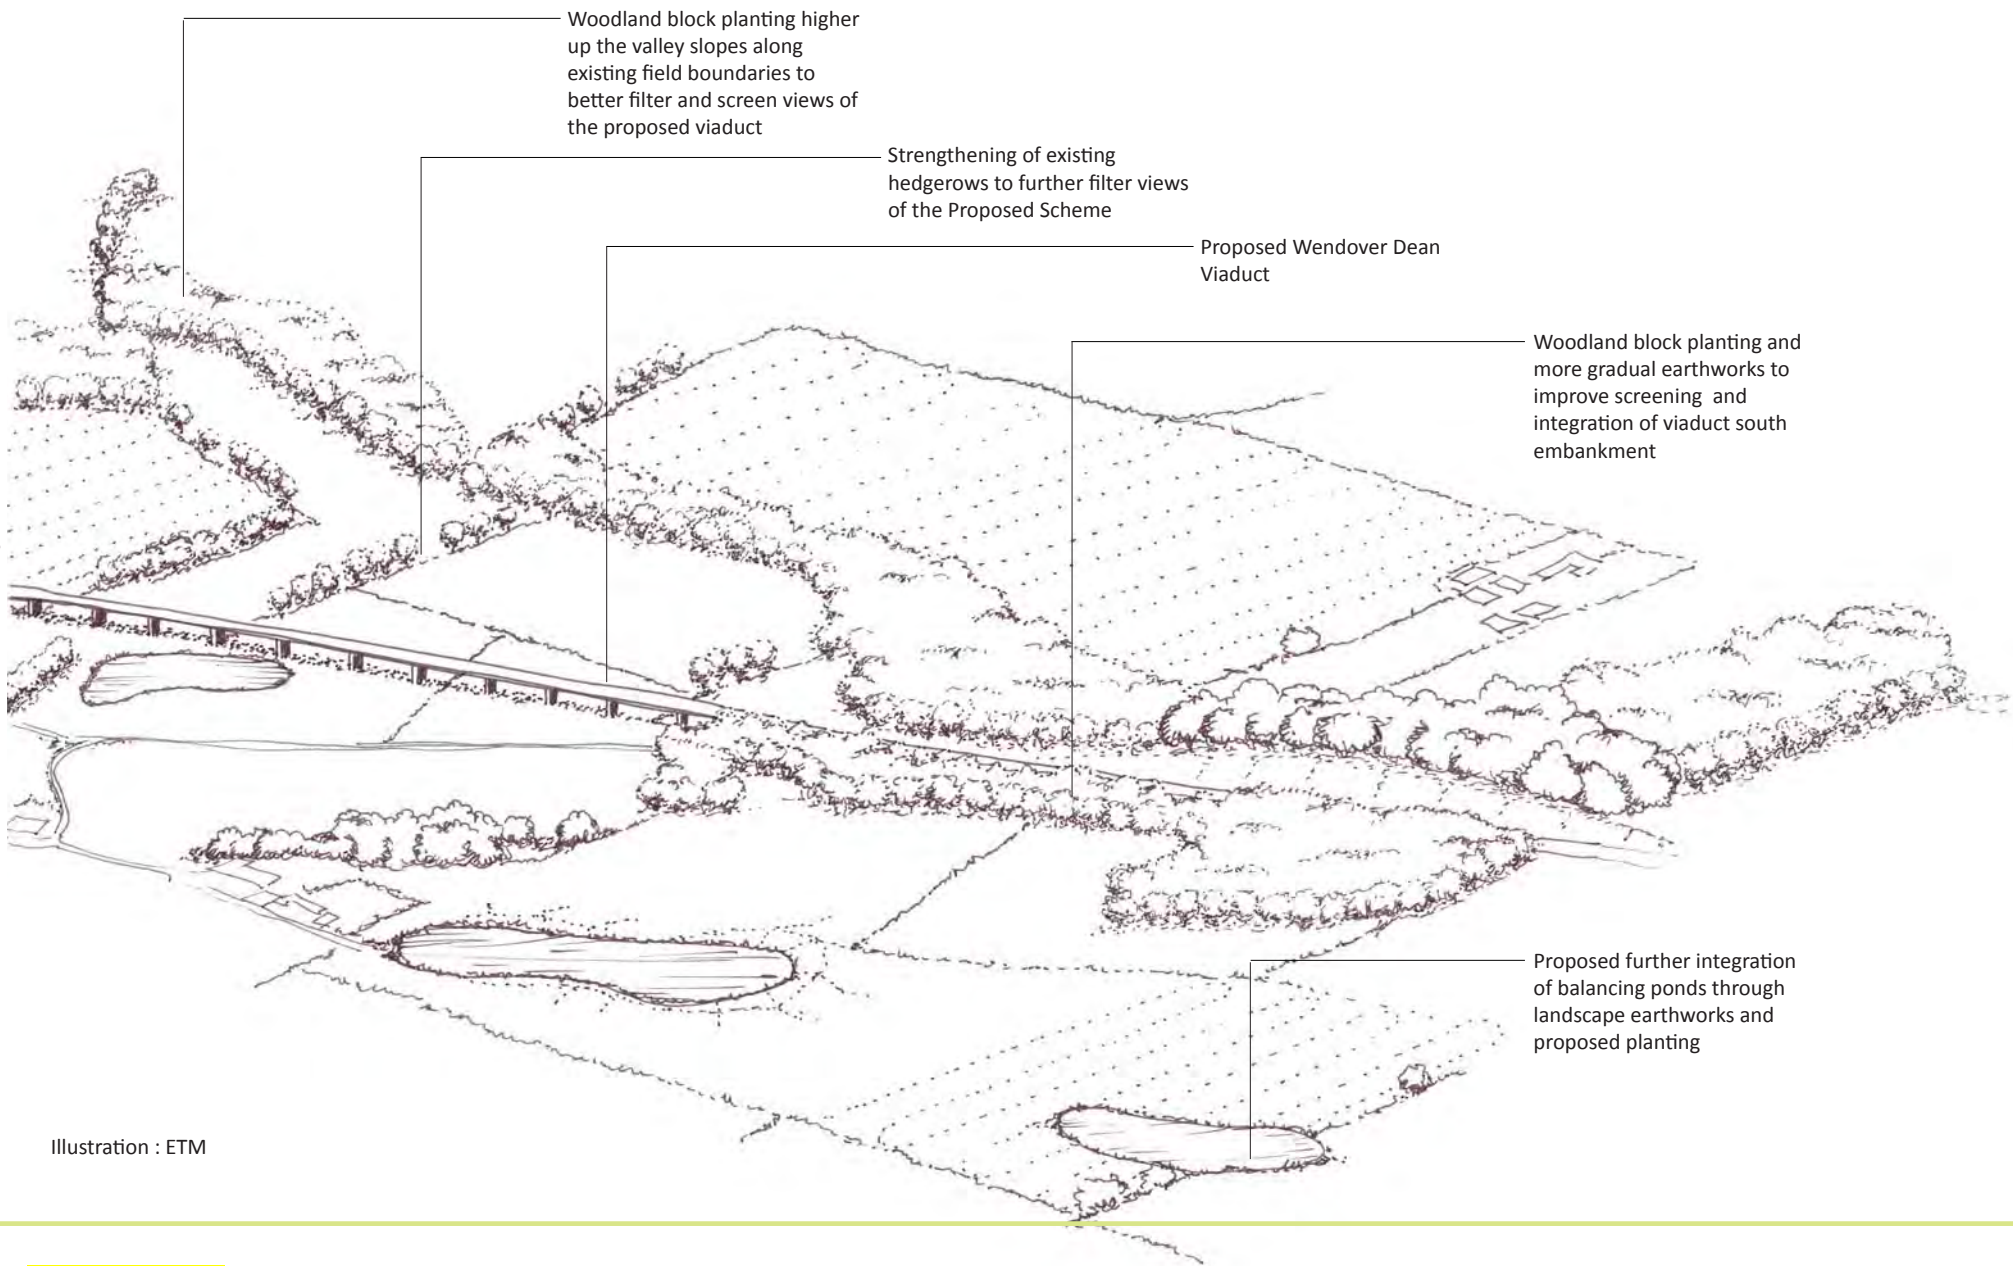 Woodland block planting higher
up the valley slopes along
existing field boundaries to
better filter and screen views of
the proposed viaduct
Strengthening of existing
hedgerows to further filter views
of the Proposed Scheme
Proposed Wendover Dean
Viaduct
Woodland block planting and
more gradual earthworks to
improve screening and
integration of viaduct south
embankment
Proposed further integration
of balancing ponds through
landscape earthworks and
proposed planting
Illustration : ETM